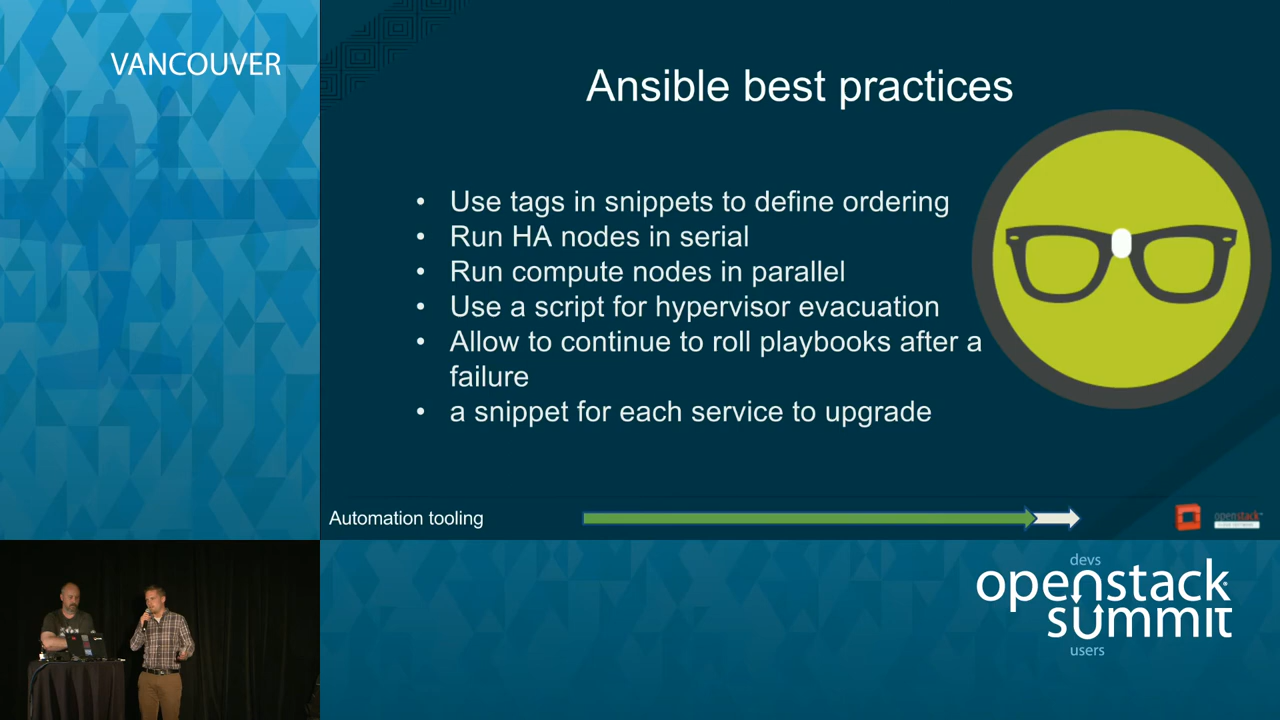 VANCOUVER
Ansible best practices
• Use tags in snippets to define ordering
• Run HA nodes in serial
• Run compute nodes in parallel
• Use a script for hypervisor evacuation
• Allow to continue to roll playbooks after a
failure
• a snippet for each service to upgrade
Automation tooling
openstack
devs
openstack
summit
users